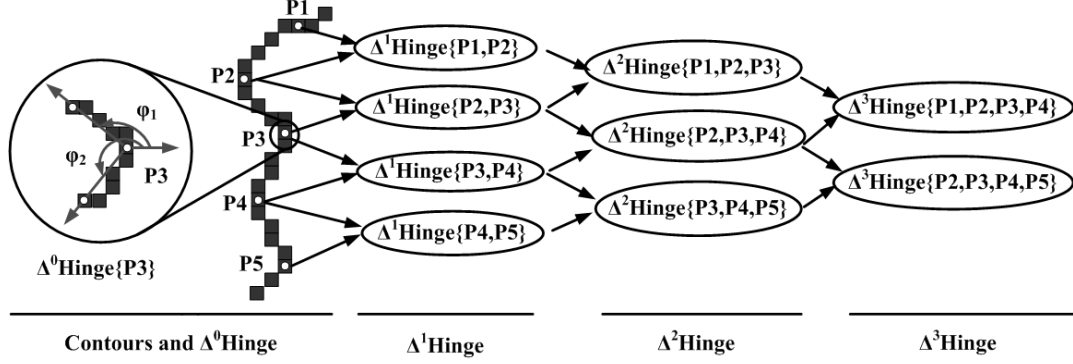 P1
P2
P3
P4
P5
φ₁
φ₂
P3
Δ⁰Hinge{P3}
Δ¹Hinge{P1,P2}
Δ¹Hinge{P2,P3}
Δ¹Hinge{P3,P4}
Δ¹Hinge{P4,P5}
Δ²Hinge{P1,P2,P3}
Δ²Hinge{P2,P3,P4}
Δ²Hinge{P3,P4,P5}
Δ³Hinge{P1,P2,P3,P4}
Δ³Hinge{P2,P3,P4,P5}
Contours and Δ⁰Hinge
Δ¹Hinge
Δ²Hinge
Δ³Hinge